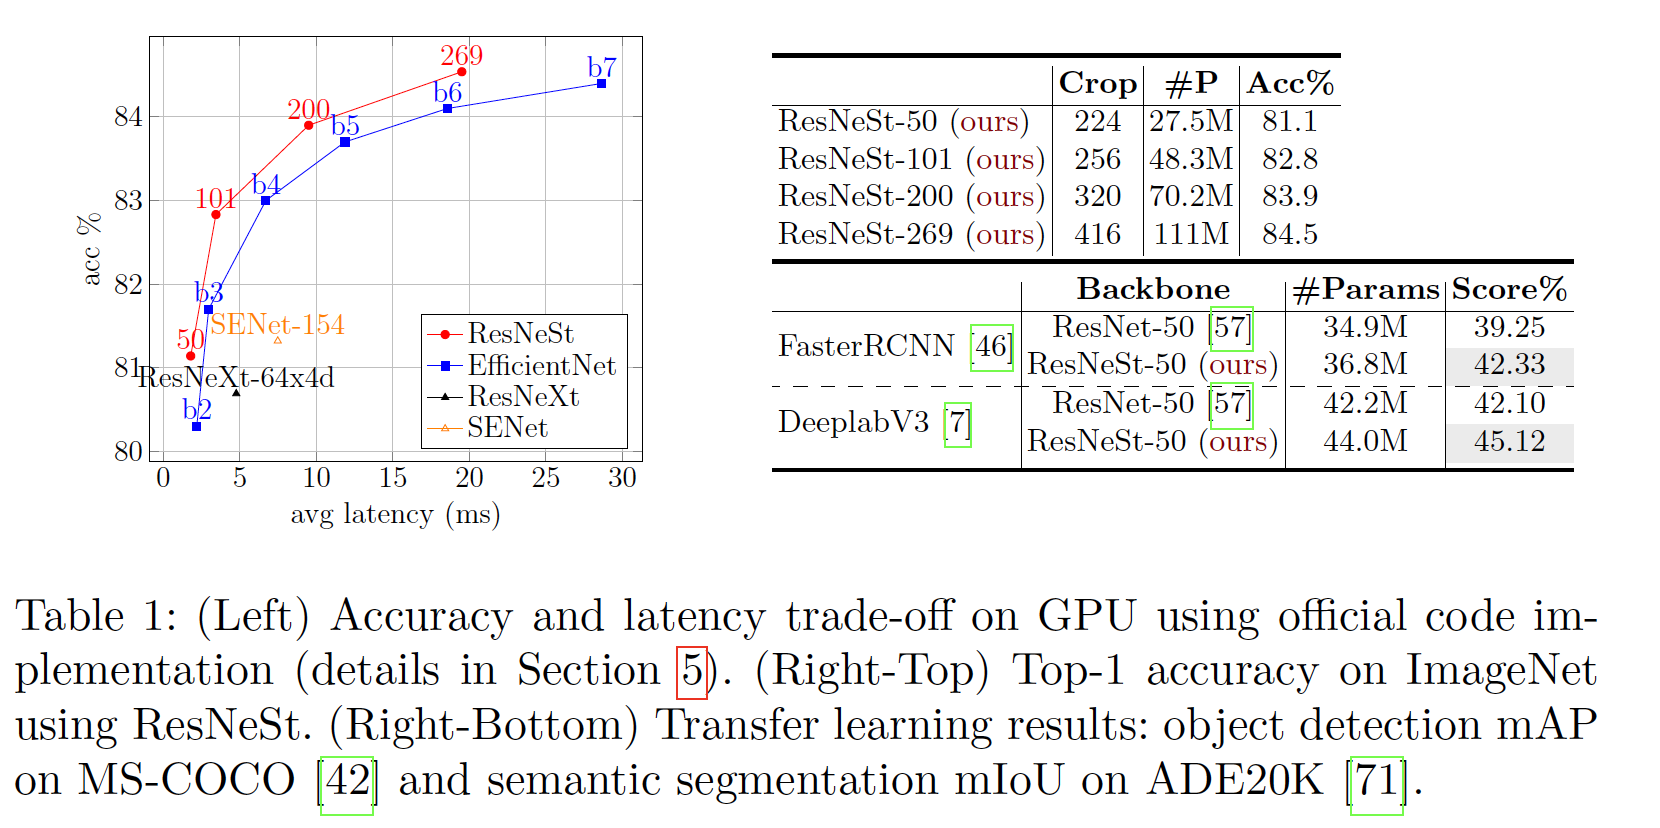 269
b7
b6
200
b5
84
b4
101
83
acc %
82
b3
SENet-154
50
81
ResNeXt-64x4d
b2
80
ResNeSt
EfficientNet
ResNeXt
SENet
0 5 10 15 20 25 30
avg latency (ms)
Crop #P Acc%
ResNeSt-50 (ours) 224 27.5M 81.1
ResNeSt-101 (ours) 256 48.3M 82.8
ResNeSt-200 (ours) 320 70.2M 83.9
ResNeSt-269 (ours) 416 111M 84.5
Backbone #Params Score%
FasterRCNN [46] ResNet-50 [57] 34.9M 39.25
ResNeSt-50 (ours) 36.8M 42.33
DeeplabV3 [7] ResNet-50 [57] 42.2M 42.10
ResNeSt-50 (ours) 44.0M 45.12
Table 1: (Left) Accuracy and latency trade-off on GPU using official code im-
plementation (details in Section 5). (Right-Top) Top-1 accuracy on ImageNet
using ResNeSt. (Right-Bottom) Transfer learning results: object detection mAP
on MS-COCO [42] and semantic segmentation mIoU on ADE20K [71].